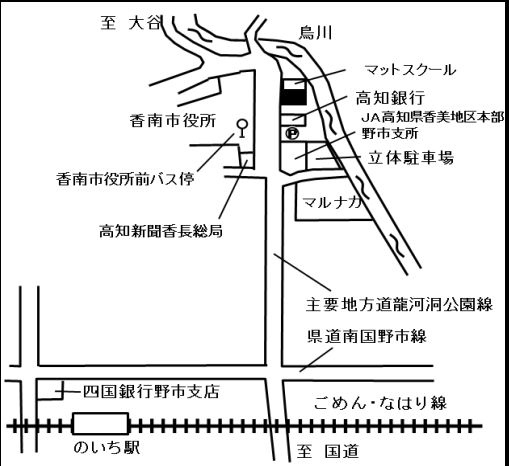 至 大谷
烏川
マットスクール
高知銀行
香南市役所
JA高知県香美地区本部
野市支所
P
立体駐車場
香南市役所前バス停
マルナカ
高知新聞香長総局
主要地方道龍河洞公園線
県道南国野市線
四国銀行野市支店
ごめん・なはり線
のいち駅
至 国道